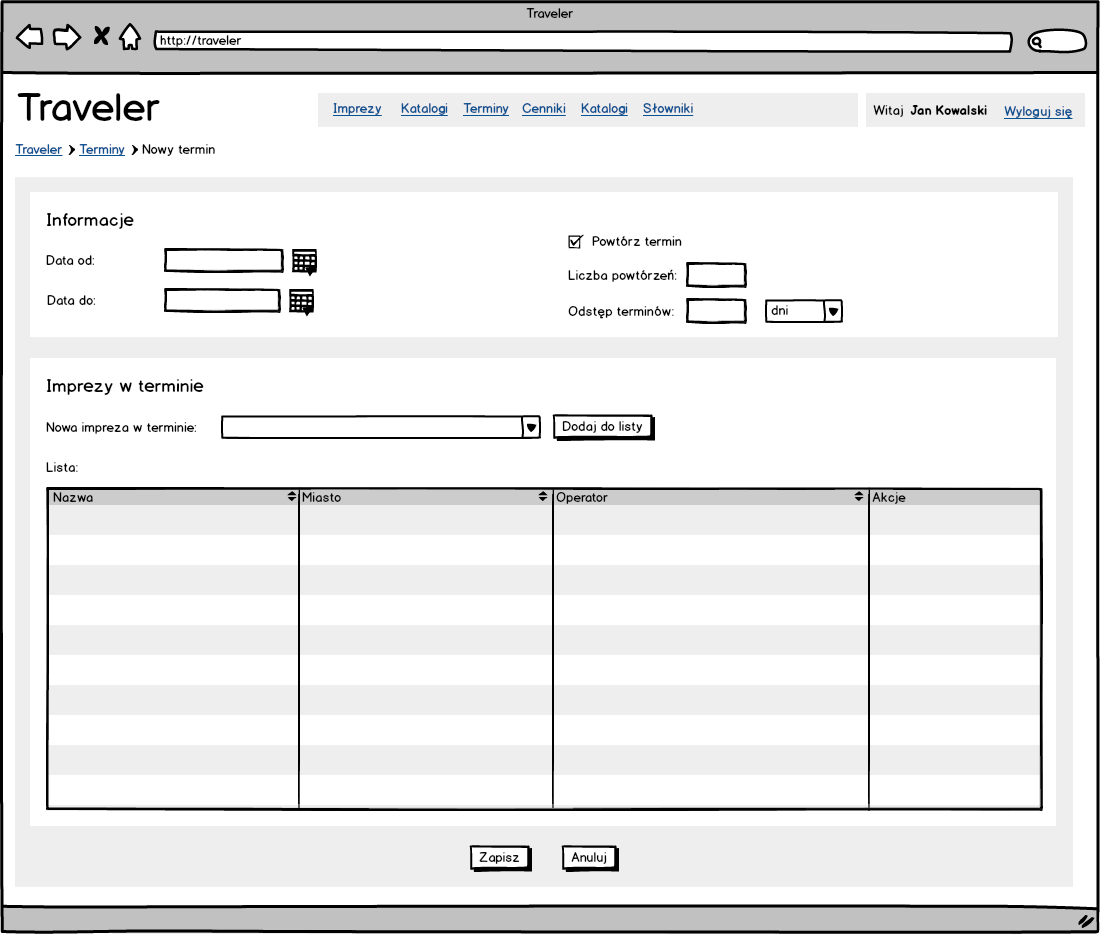 Traveler
http://traveler
Traveler
Imprezy Katalogi Terminy Cenniki Katalogi Słowniki
Witaj Jan Kowalski Wyloguj się
Traveler Terminy Nowy termin
Informacje
Data od:
Data do:
Powtórz termin
Liczba powtórzeń:
Odstęp terminów: dni
Imprezy w terminie
Nowa impreza w terminie: Dodaj do listy
Lista:
Nazwa Miasto Operator Akcje
Zapisz Anuluj